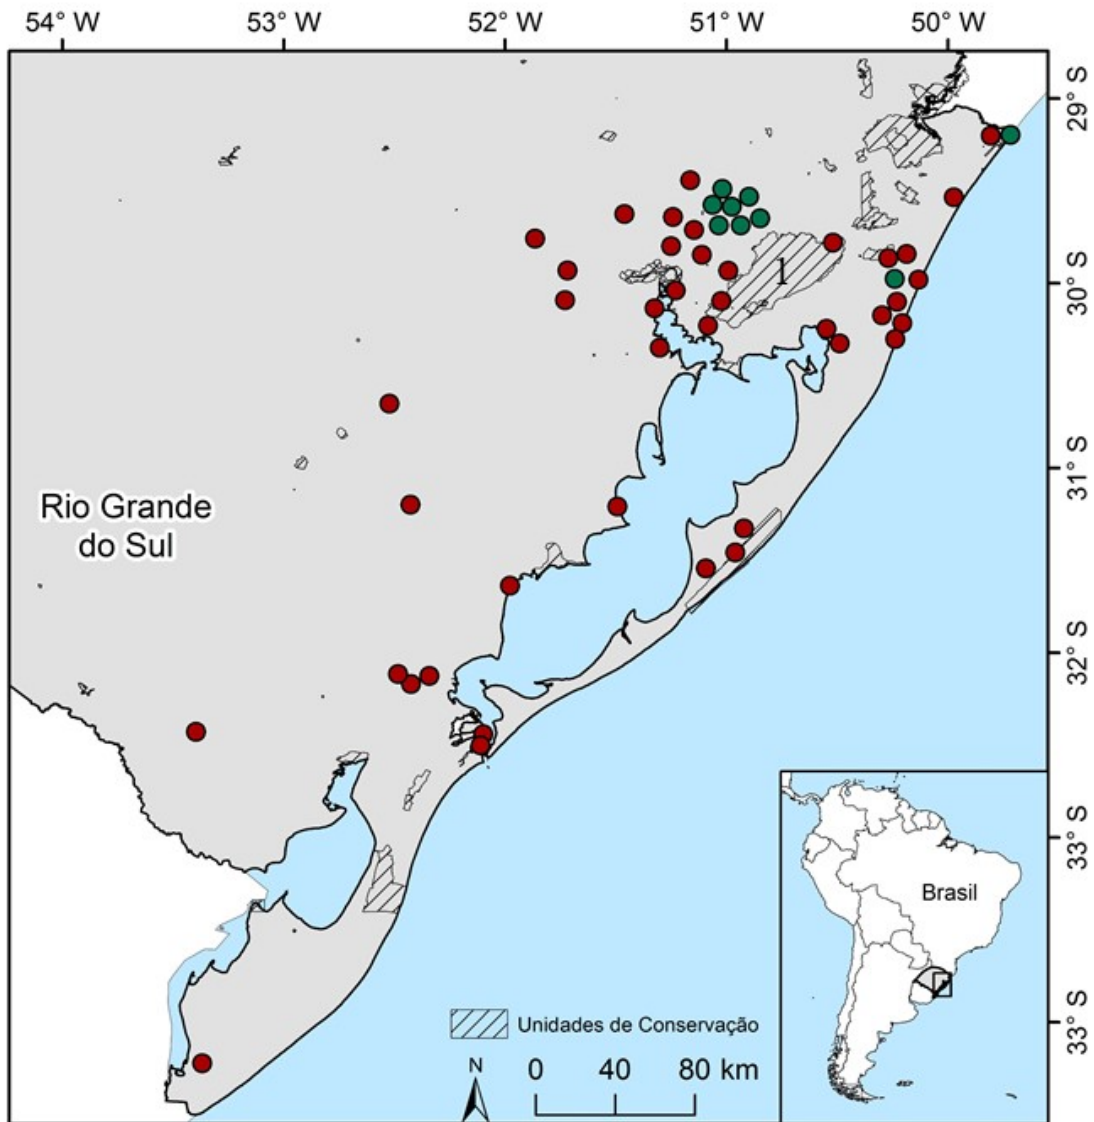 54° W 53° W 52° W 51° W 50° W
29° S
30° S
31° S
32° S
33° S
33° S
1
Rio Grande
do Sul
Brasil
Unidades de Conservação
N
0 40 80 km